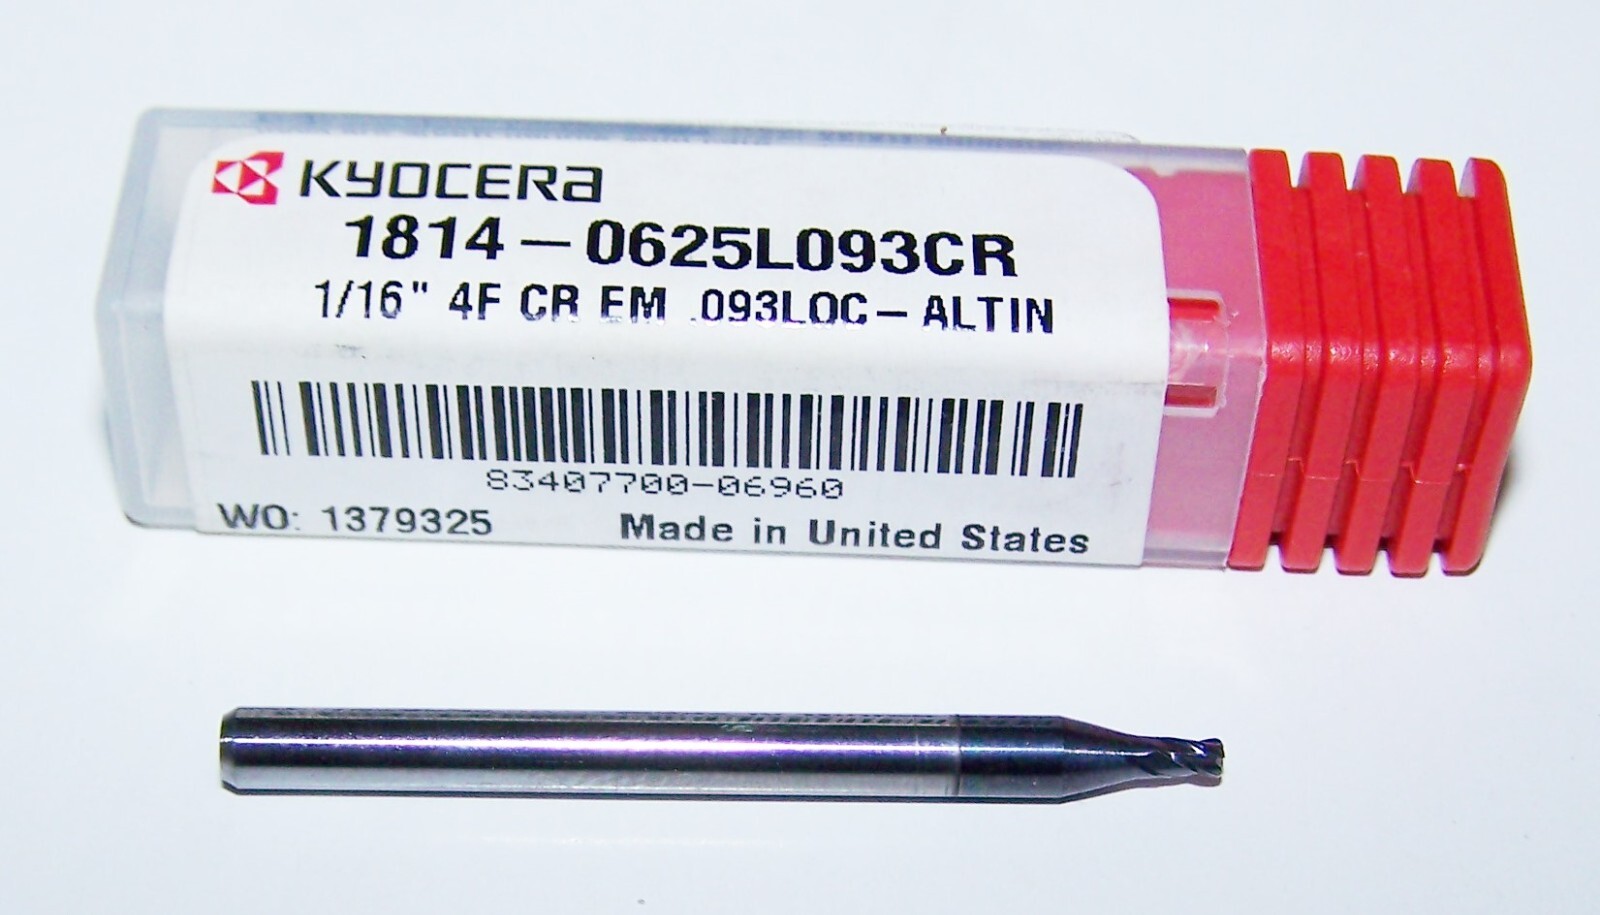 KYOCERA
1814-0625L093CR
1/16" 4F CR EM .093LOC-ALTIN
83407700-06960
WO: 1379325 Made in United States